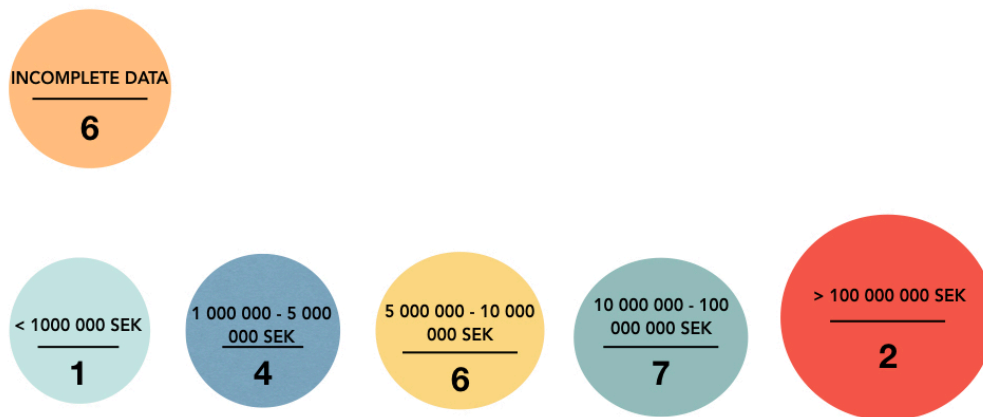 INCOMPLETE DATA
6
< 1000 000 SEK
1
1 000 000 - 5 000
000 SEK
4
5 000 000 - 10 000
000 SEK
6
10 000 000 - 100
000 000 SEK
7
> 100 000 000 SEK
2